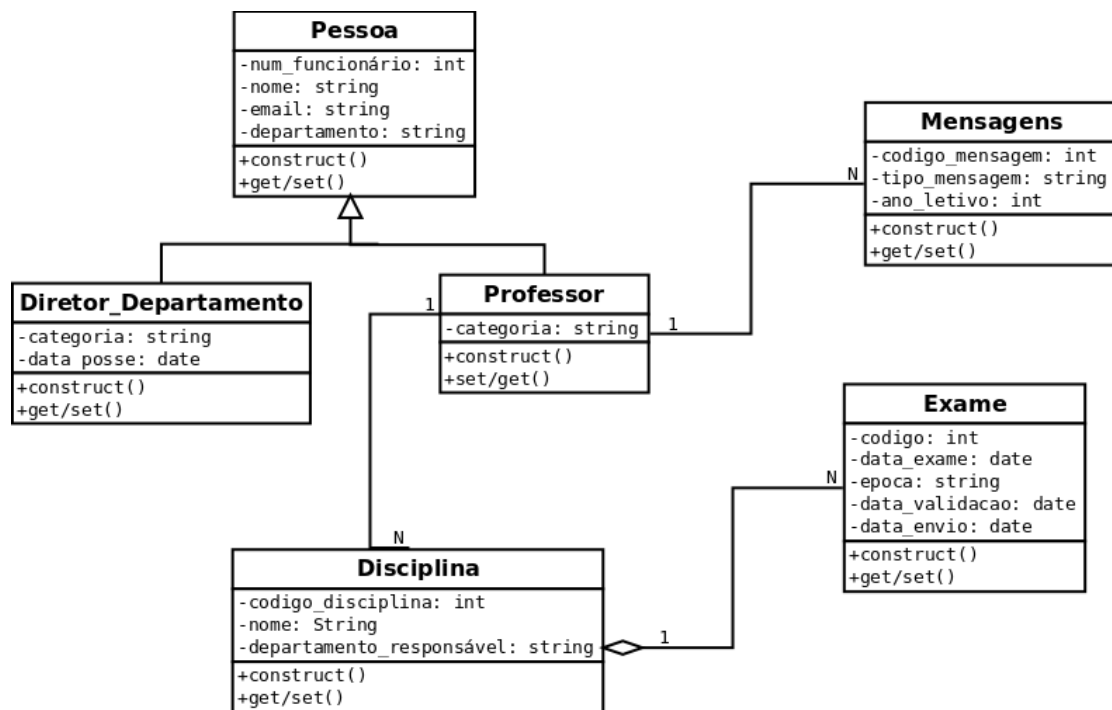 Pessoa
-num_funcionário: int
-nome: string
-email: string
-departamento: string
+construct()
+get/set()
Mensagens
-codigo_mensagem: int
-tipo_mensagem: string
-ano_letivo: int
+construct()
+get/set()
N
1
Diretor_Departamento
-categoria: string
-data posse: date
+construct()
+get/set()
Professor
-categoria: string
+construct()
+set/get()
1
N
Exame
-codigo: int
-data_exame: date
-epoca: string
-data_validacao: date
-data_envio: date
+construct()
+get/set()
N
1
Disciplina
-codigo_disciplina: int
-nome: String
-departamento_responsável: string
+construct()
+get/set()